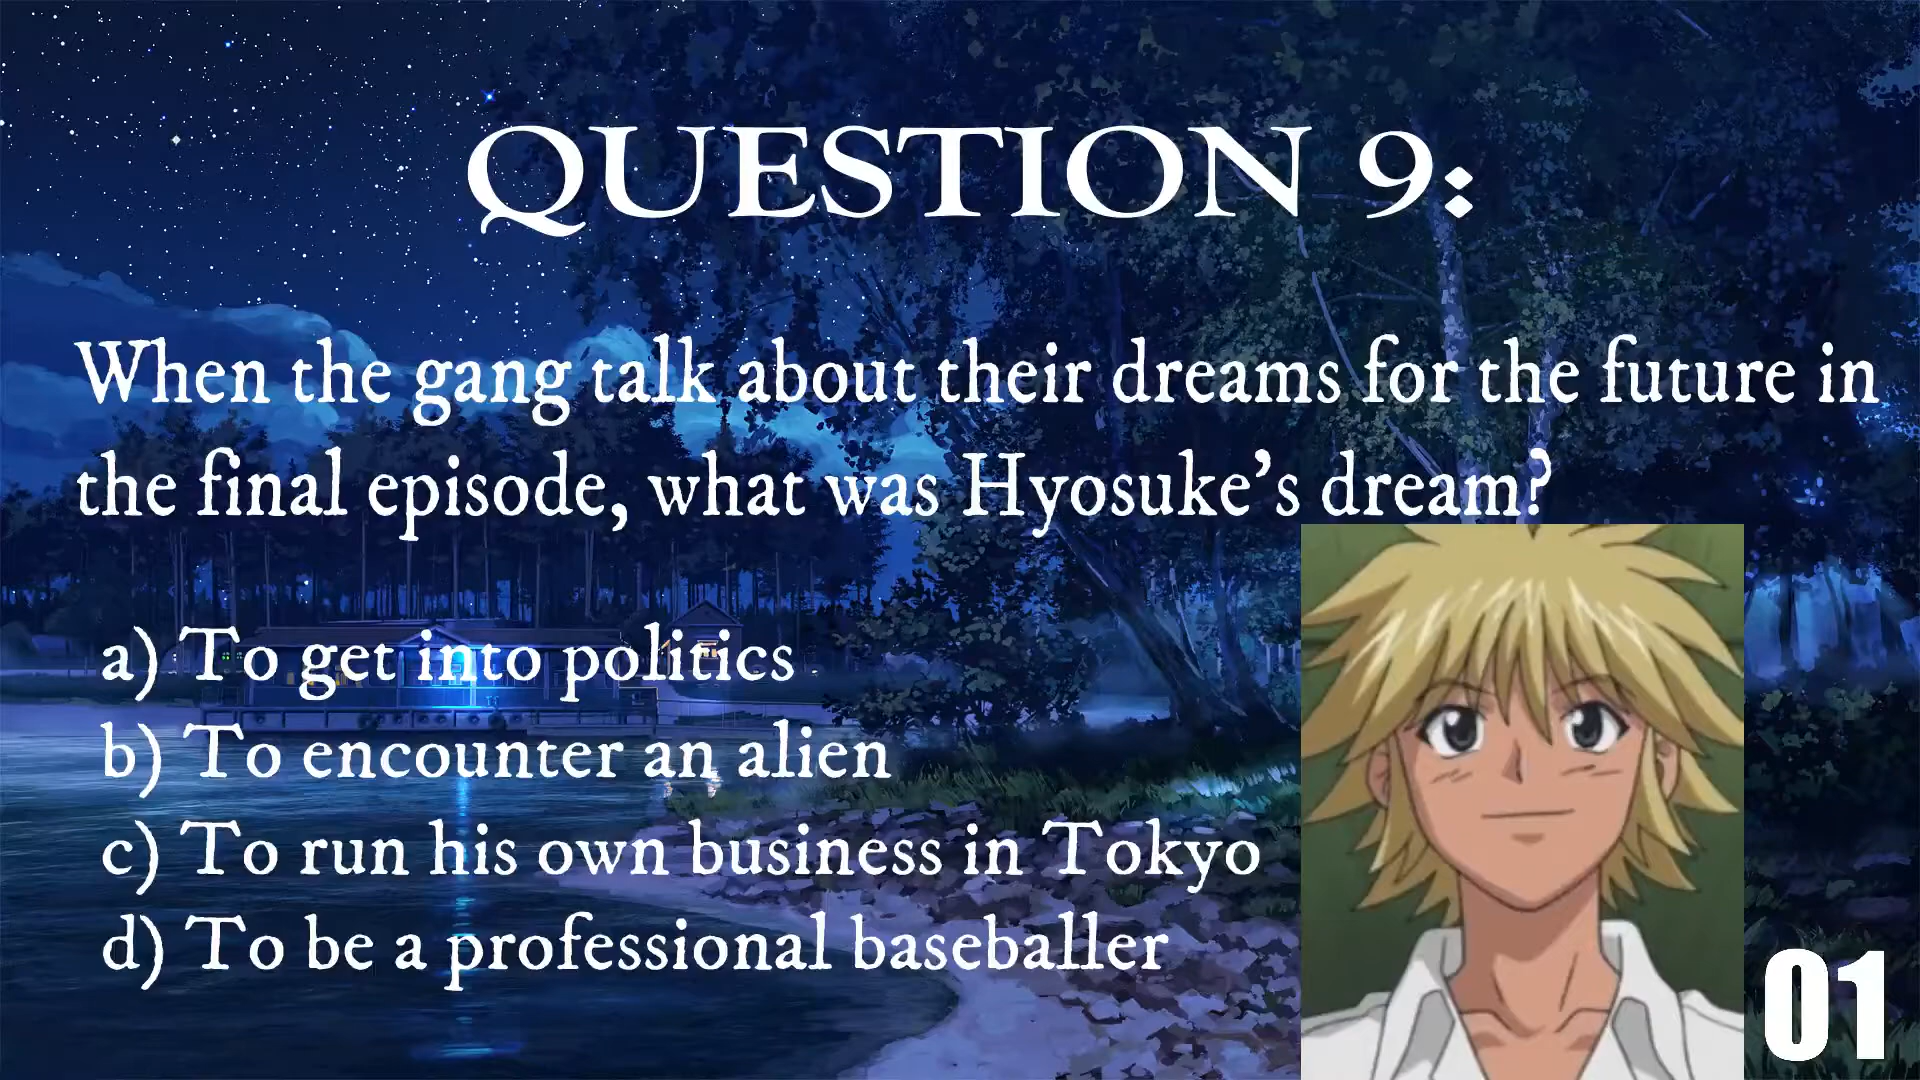 QUESTION 9:
When the gang talk about their dreams for the future in
the final episode, what was Hyosuke's dream?
a) To get into politics
b) To encounter an alien
c) To run his own business in Tokyo
d) To be a professional baseballer
01